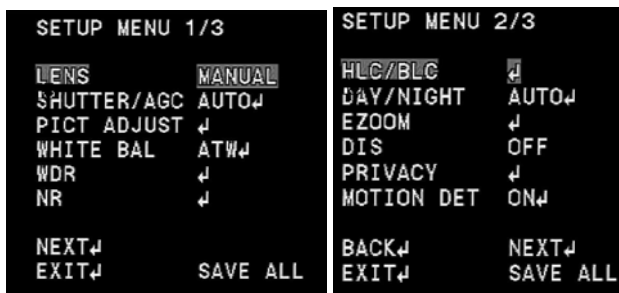 SETUP MENU 1/3
LENS MANUAL
SHUTTER/AGC AUTO↲
PICT ADJUST ↲
WHITE BAL ATW↲
WDR ↲
NR ↲
NEXT↲
EXIT↲ SAVE ALL
SETUP MENU 2/3
HLC/BLC ↲
DAY/NIGHT AUTO↲
EZOOM ↲
DIS OFF
PRIVACY ↲
MOTION DET ON↲
BACK↲ NEXT↲
EXIT↲ SAVE ALL